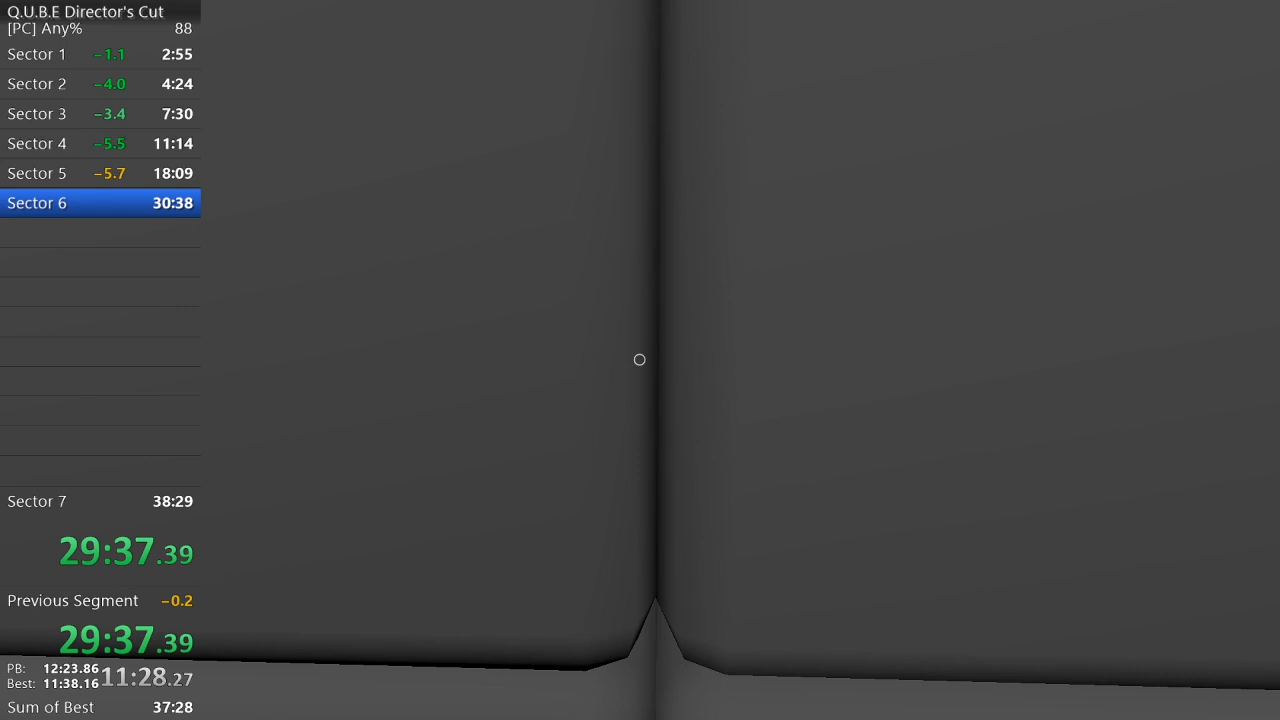 Q.U.B.E Director's Cut
[PC] Any% 88
Sector 1 −1.1 2:55
Sector 2 −4.0 4:24
Sector 3 −3.4 7:30
Sector 4 −5.5 11:14
Sector 5 −5.7 18:09
Sector 6 30:38
Sector 7 38:29
29:37.39
Previous Segment −0.2
29:37.39
PB: 12:23.86
Best: 11:38.16 11:28.27
Sum of Best 37:28